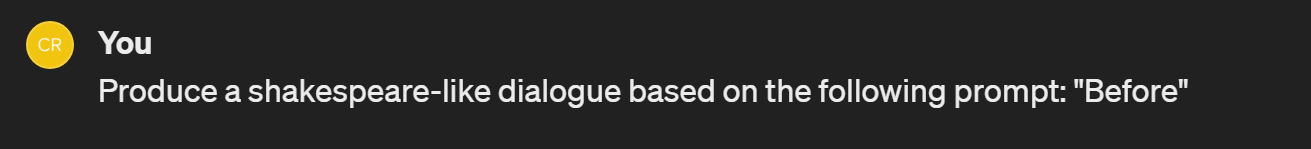 CR
You
Produce a shakespeare-like dialogue based on the following prompt: "Before"